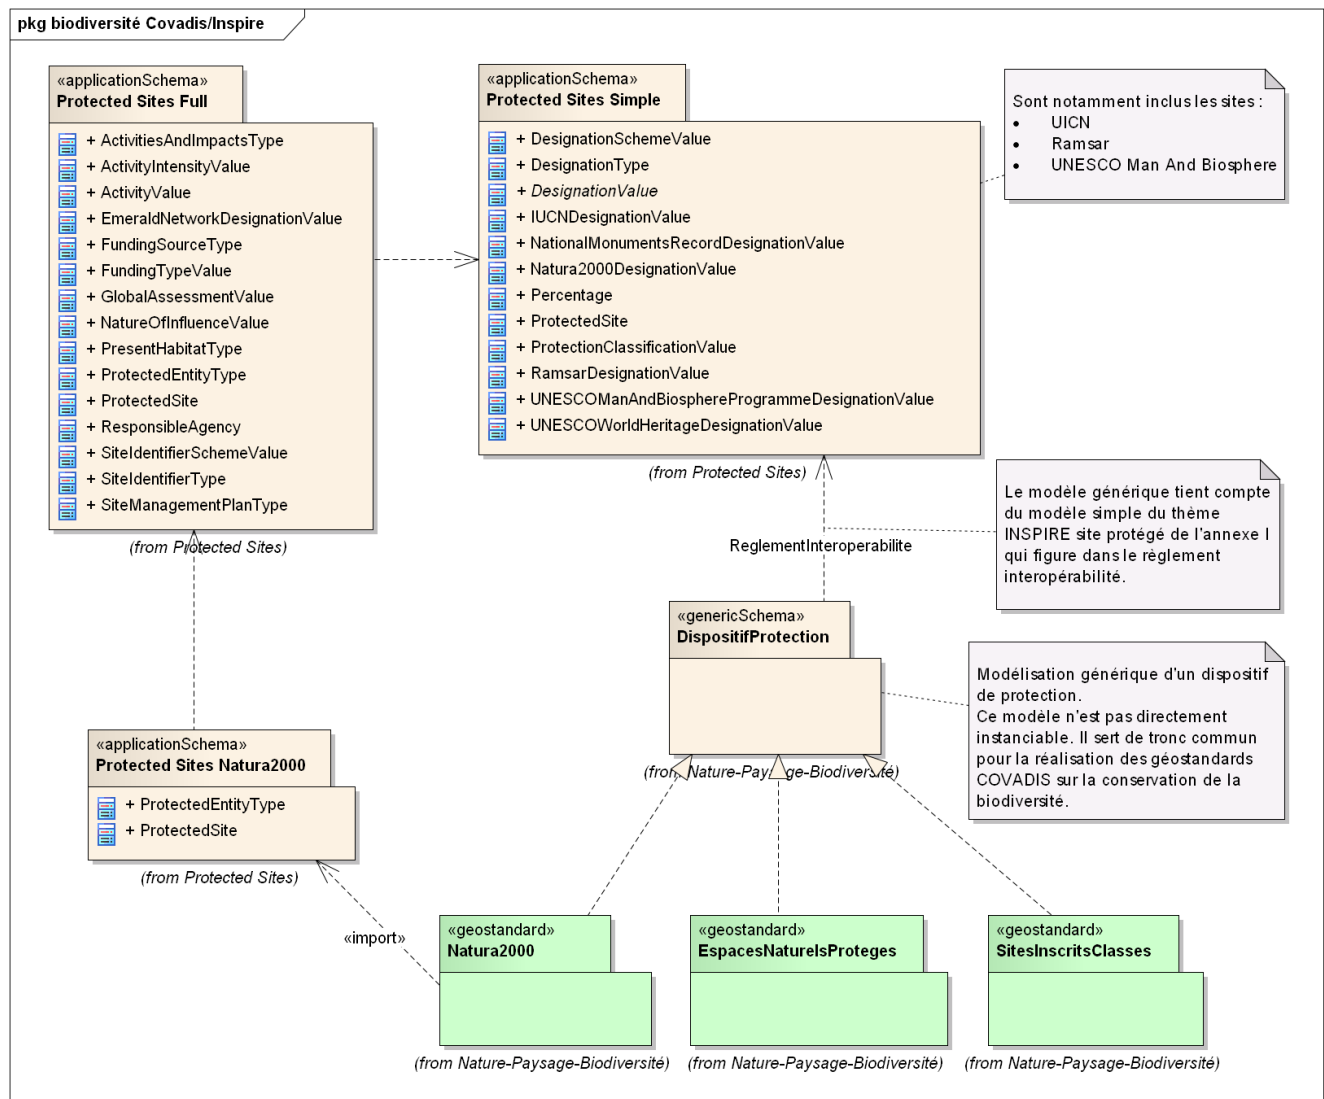 pkg biodiversité Covadis/Inspire
«applicationSchema»
Protected Sites Full
+ ActivitiesAndImpactsType
+ ActivityIntensityValue
+ ActivityValue
+ EmeraldNetworkDesignationValue
+ FundingSourceType
+ FundingTypeValue
+ GlobalAssessmentValue
+ NatureOfInfluenceValue
+ PresentHabitatType
+ ProtectedEntityType
+ ProtectedSite
+ ResponsibleAgency
+ SiteIdentifierSchemeValue
+ SiteIdentifierType
+ SiteManagementPlanType
(from Protected Sites)
«applicationSchema»
Protected Sites Simple
+ DesignationSchemeValue
+ DesignationType
+ DesignationValue
+ IUCNDesignationValue
+ NationalMonumentsRecordDesignationValue
+ Natura2000DesignationValue
+ Percentage
+ ProtectedSite
+ ProtectionClassificationValue
+ RamsarDesignationValue
+ UNESCOManAndBiosphereProgrammeDesignationValue
+ UNESCOWorldHeritageDesignationValue
(from Protected Sites)
Sont notamment inclus les sites :
• UICN
• Ramsar
• UNESCO Man And Biosphere
ReglementInteroperabilite
Le modèle générique tient compte
du modèle simple du thème
INSPIRE site protégé de l'annexe I
qui figure dans le règlement
interopérabilité.
«genericSchema»
DispositifProtection
(from Nature-Paysage-Biodiversité)
Modélisation générique d'un dispositif
de protection.
Ce modèle n'est pas directement
instanciable. Il sert de tronc commun
pour la réalisation des géostandards
COVADIS sur la conservation de la
biodiversité.
«applicationSchema»
Protected Sites Natura2000
+ ProtectedEntityType
+ ProtectedSite
(from Protected Sites)
«import»
«geostandard»
Natura2000
(from Nature-Paysage-Biodiversité)
«geostandard»
EspacesNaturelsProteges
(from Nature-Paysage-Biodiversité)
«geostandard»
SitesInscritsClasses
(from Nature-Paysage-Biodiversité)